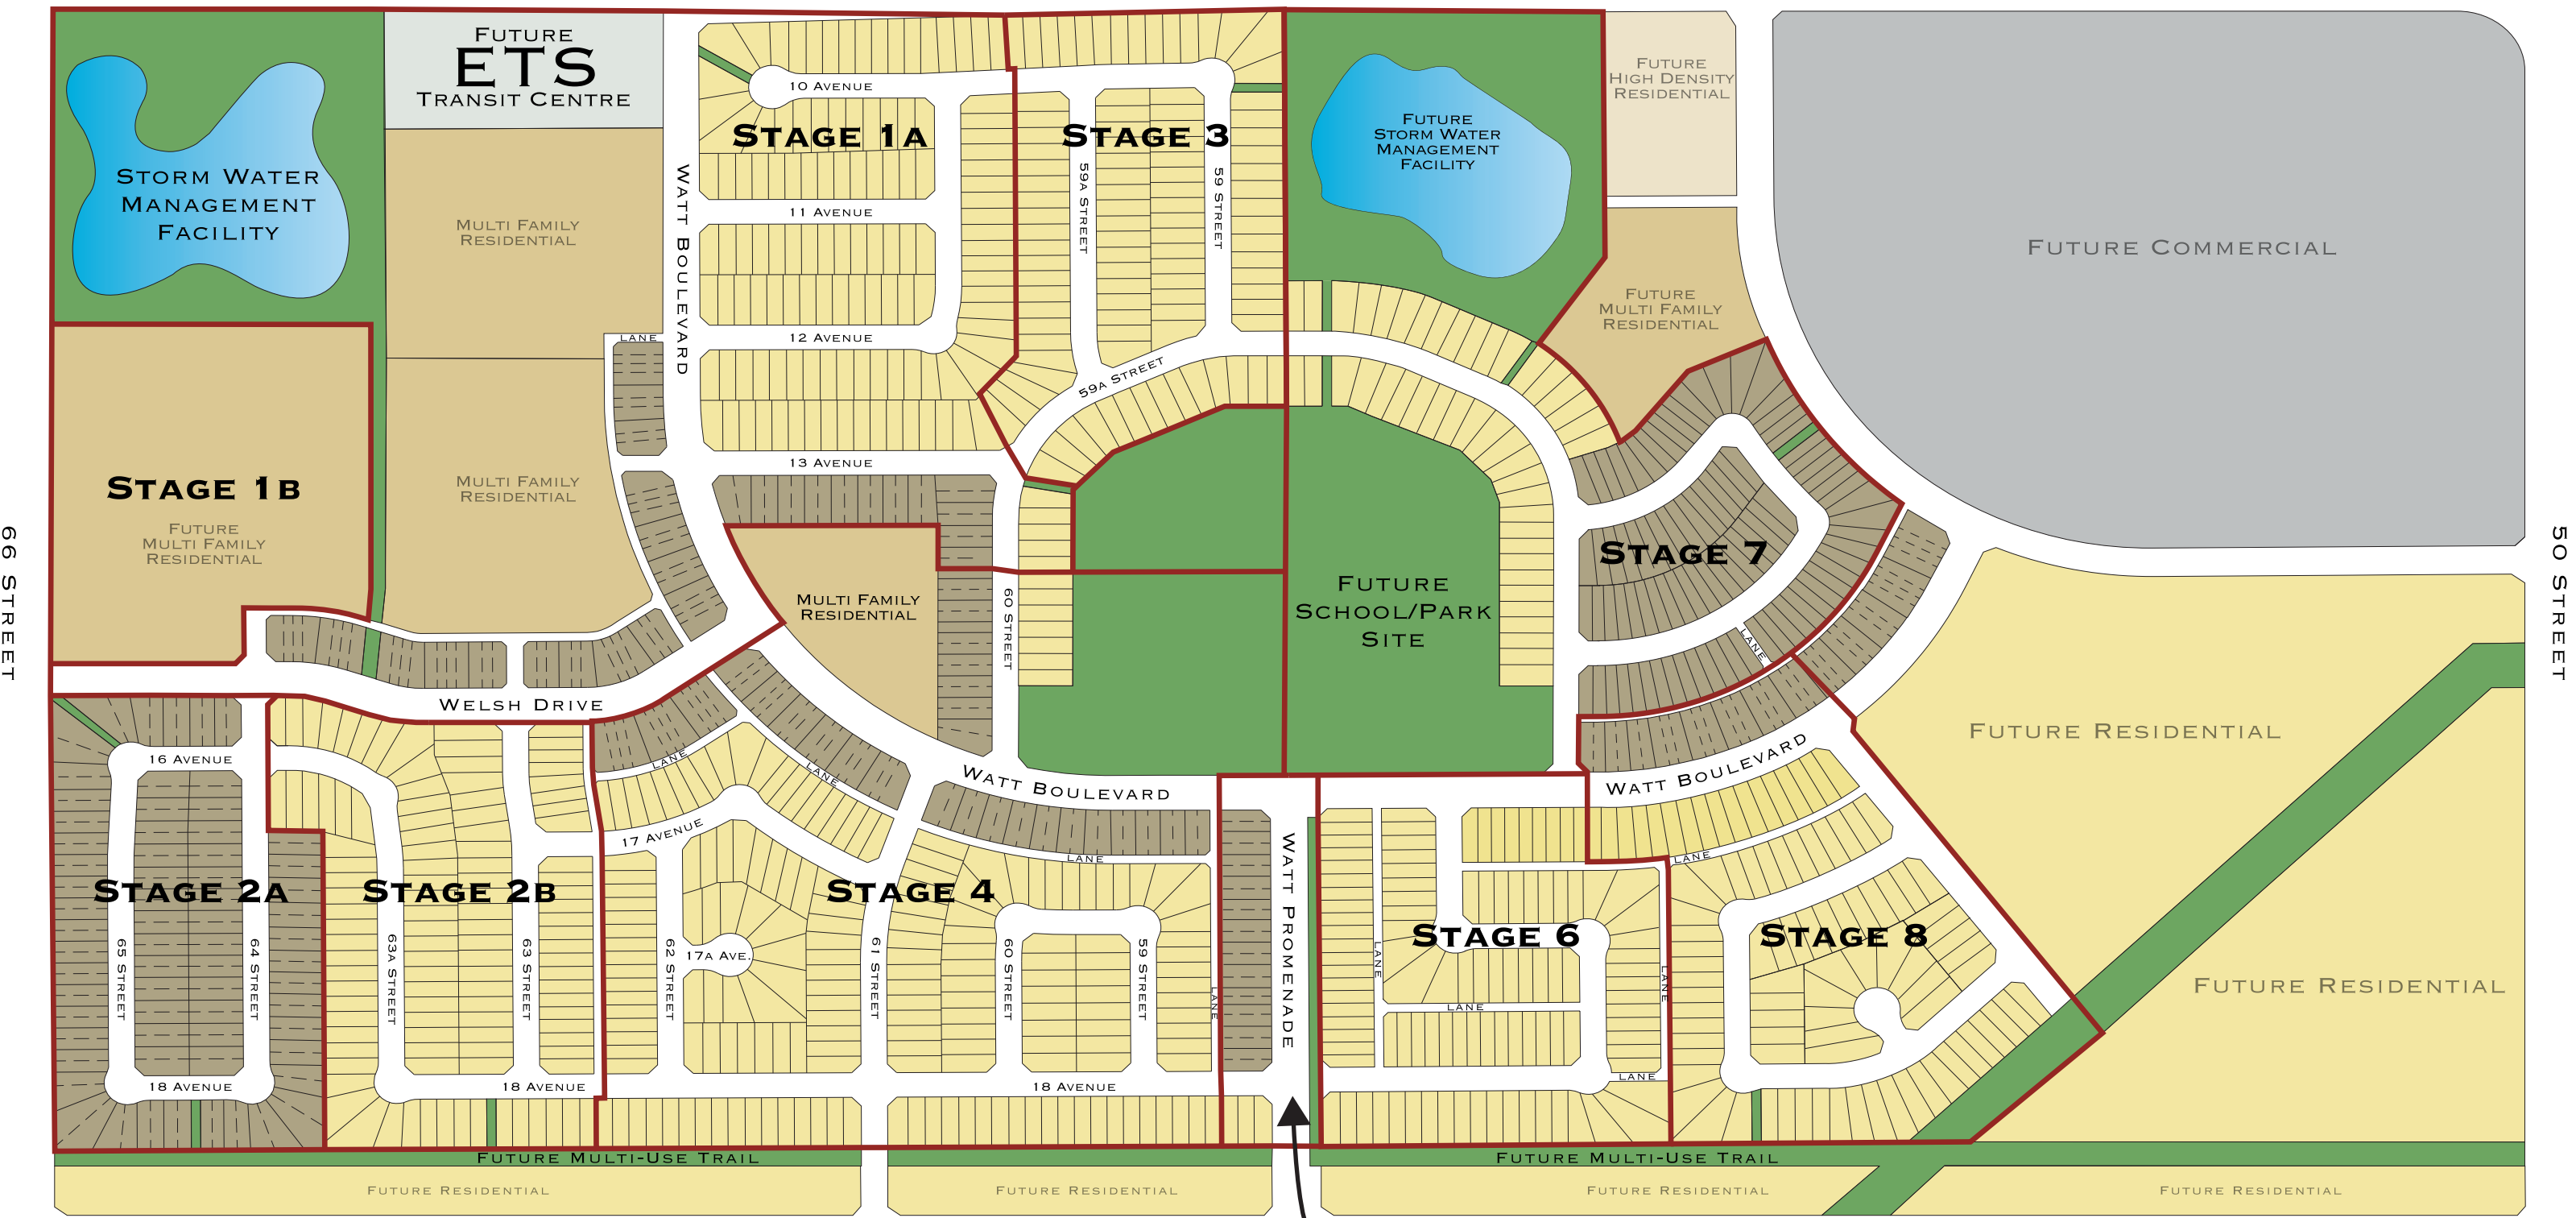 FUTURE
ETS
TRANSIT CENTRE
STORM WATER
MANAGEMENT
FACILITY
MULTI FAMILY
RESIDENTIAL
MULTI FAMILY
RESIDENTIAL
STAGE 1B
FUTURE
MULTI FAMILY
RESIDENTIAL
66 STREET
LANE
WATT BOULEVARD
10 AVENUE
STAGE 1A
11 AVENUE
12 AVENUE
13 AVENUE
STAGE 3
59A STREET
59 STREET
59A STREET
FUTURE
STORM WATER
MANAGEMENT
FACILITY
FUTURE
HIGH DENSITY
RESIDENTIAL
FUTURE
MULTI FAMILY
RESIDENTIAL
FUTURE COMMERCIAL
50 STREET
MULTI FAMILY
RESIDENTIAL
60 STREET
FUTURE
SCHOOL/PARK
SITE
STAGE 7
LANE
WELSH DRIVE
16 AVENUE
STAGE 2A
65 STREET
64 STREET
18 AVENUE
STAGE 2B
63A STREET
63 STREET
18 AVENUE
LANE
LANE
17 AVENUE
WATT BOULEVARD
LANE
STAGE 4
62 STREET
17A AVE.
61 STREET
60 STREET
59 STREET
LANE
18 AVENUE
WATT PROMENADE
WATT BOULEVARD
LANE
STAGE 6
LANE
LANE
LANE
LANE
STAGE 8
FUTURE RESIDENTIAL
FUTURE RESIDENTIAL
FUTURE MULTI-USE TRAIL
FUTURE MULTI-USE TRAIL
FUTURE RESIDENTIAL
FUTURE RESIDENTIAL
FUTURE RESIDENTIAL
FUTURE RESIDENTIAL